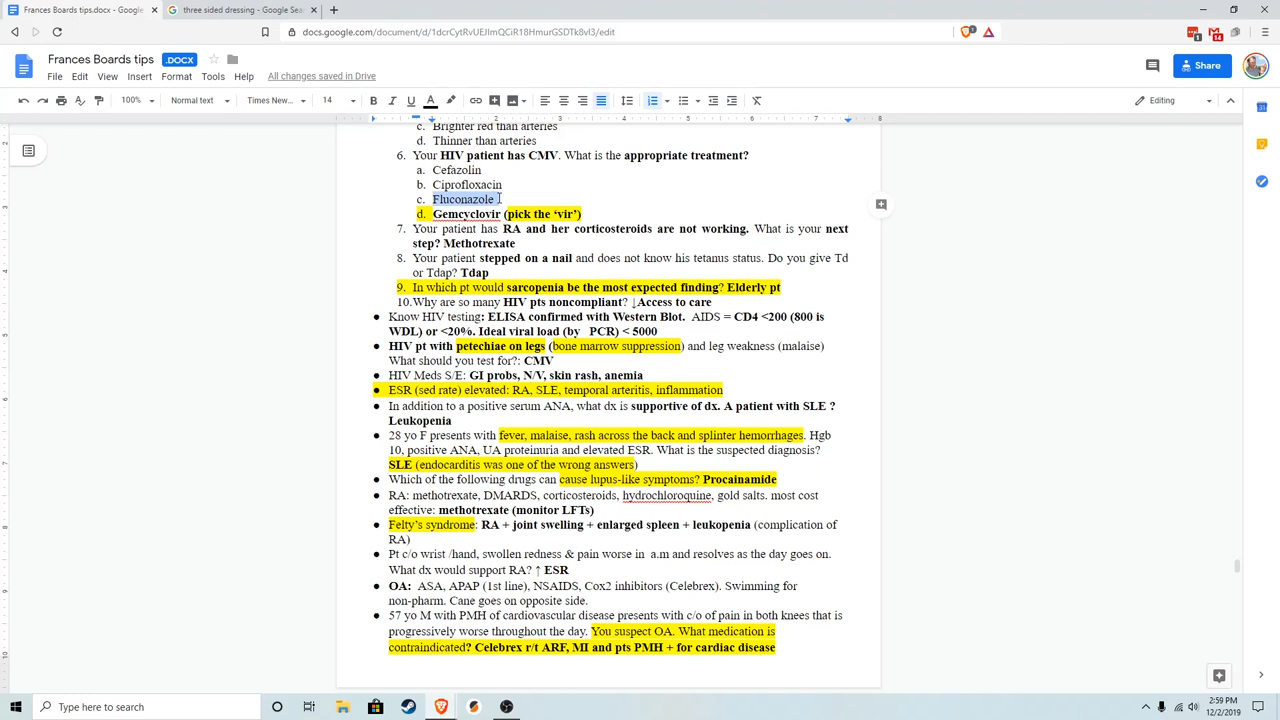 Frances Boards tips.docx - Google
three sided dressing - Google Sea
docs.google.com/document/d/1dcrCytRvUEJlmQCiR18HmurGSDTk8vl3/edit
Frances Boards tips .DOCX
Share
File Edit View Insert Format Tools Help All changes saved in Drive
100% Normal text Times New... 14 B I U A Editing
1 2 3 4 5 6 7 8
c. Brighter red than arteries
d. Thinner than arteries
6. Your HIV patient has CMV. What is the appropriate treatment?
a. Cefazolin
b. Ciprofloxacin
c. Fluconazole
d. Gemcyclovir (pick the ‘vir’)
7. Your patient has RA and her corticosteroids are not working. What is your next
step? Methotrexate
8. Your patient stepped on a nail and does not know his tetanus status. Do you give Td
or Tdap? Tdap
9. In which pt would sarcopenia be the most expected finding? Elderly pt
10. Why are so many HIV pts noncompliant? ↓Access to care
● Know HIV testing: ELISA confirmed with Western Blot. AIDS = CD4 <200 (800 is
WDL) or <20%. Ideal viral load (by PCR) < 5000
● HIV pt with petechiae on legs (bone marrow suppression) and leg weakness (malaise)
What should you test for?: CMV
● HIV Meds S/E: GI probs, N/V, skin rash, anemia
● ESR (sed rate) elevated: RA, SLE, temporal arteritis, inflammation
● In addition to a positive serum ANA, what dx is supportive of dx. A patient with SLE ?
Leukopenia
● 28 yo F presents with fever, malaise, rash across the back and splinter hemorrhages. Hgb
10, positive ANA, UA proteinuria and elevated ESR. What is the suspected diagnosis?
SLE (endocarditis was one of the wrong answers)
● Which of the following drugs can cause lupus-like symptoms? Procainamide
● RA: methotrexate, DMARDS, corticosteroids, hydrochloroquine, gold salts. most cost
effective: methotrexate (monitor LFTs)
● Felty’s syndrome: RA + joint swelling + enlarged spleen + leukopenia (complication of
RA)
● Pt c/o wrist /hand, swollen redness & pain worse in a.m and resolves as the day goes on.
What dx would support RA? ↑ ESR
● OA: ASA, APAP (1st line), NSAIDS, Cox2 inhibitors (Celebrex). Swimming for
non-pharm. Cane goes on opposite side.
● 57 yo M with PMH of cardiovascular disease presents with c/o of pain in both knees that is
progressively worse throughout the day. You suspect OA. What medication is
contraindicated? Celebrex r/t ARF, MI and pts PMH + for cardiac disease
Type here to search
2:59 PM
12/2/2019